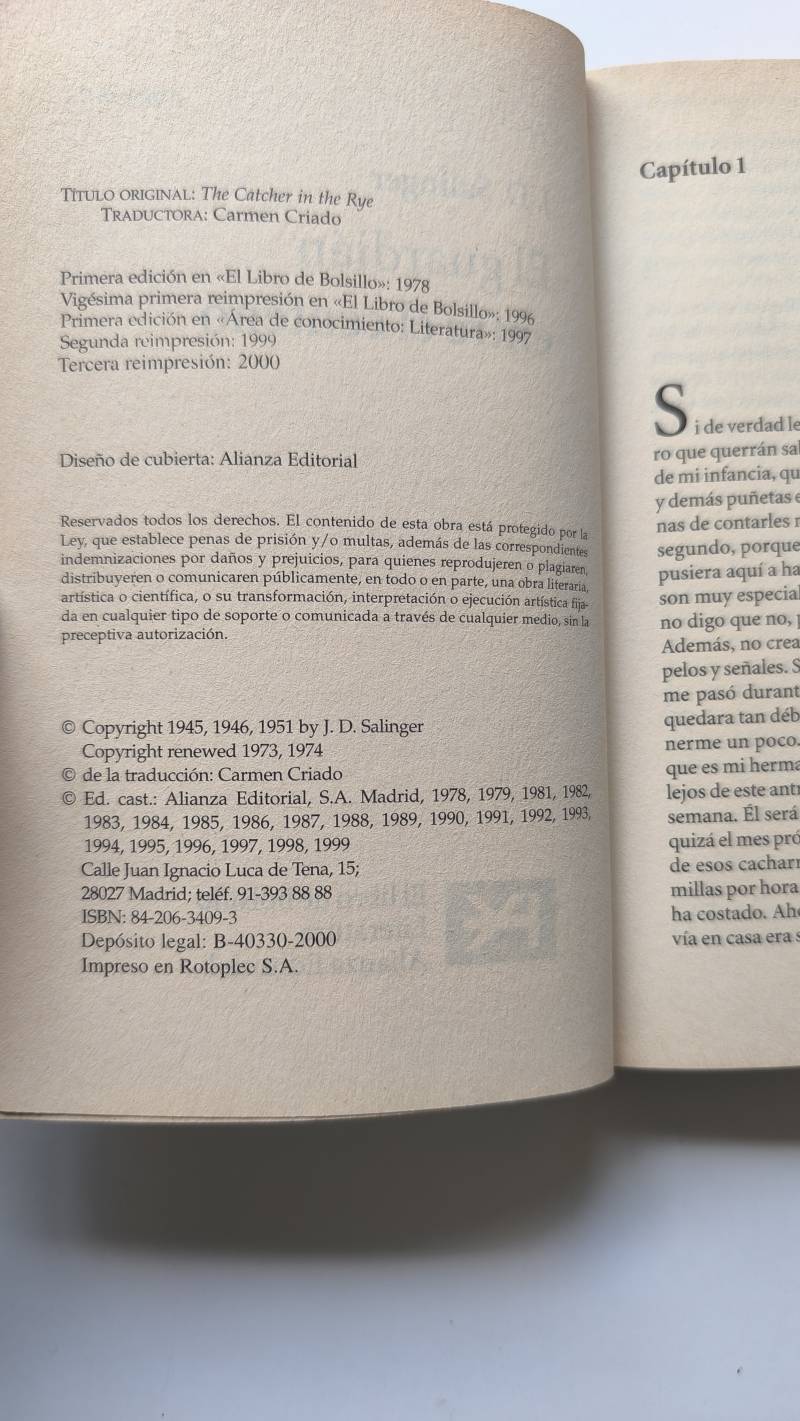 TÍTULO ORIGINAL: The Catcher in the Rye
TRADUCTORA: Carmen Criado
Primera edición en «El Libro de Bolsillo»: 1978
Vigésima primera reimpresión en «El Libro de Bolsillo»: 1996
Primera edición en «Área de conocimiento: Literatura»: 1997
Segunda reimpresión: 1999
Tercera reimpresión: 2000
Diseño de cubierta: Alianza Editorial
Reservados todos los derechos. El contenido de esta obra está protegido por la
Ley, que establece penas de prisión y/o multas, además de las correspondientes
indemnizaciones por daños y prejuicios, para quienes reprodujeren o plagiaren,
distribuyeren o comunicaren públicamente, en todo o en parte, una obra literaria,
artística o científica, o su transformación, interpretación o ejecución artística fija-
da en cualquier tipo de soporte o comunicada a través de cualquier medio, sin la
preceptiva autorización.
© Copyright 1945, 1946, 1951 by J. D. Salinger
Copyright renewed 1973, 1974
© de la traducción: Carmen Criado
© Ed. cast.: Alianza Editorial, S.A. Madrid, 1978, 1979, 1981, 1982,
1983, 1984, 1985, 1986, 1987, 1988, 1989, 1990, 1991, 1992, 1993,
1994, 1995, 1996, 1997, 1998, 1999
Calle Juan Ignacio Luca de Tena, 15;
28027 Madrid; teléf. 91-393 88 88
ISBN: 84-206-3409-3
Depósito legal: B-40330-2000
Impreso en Rotoplec S.A.
Capítulo 1
Si de verdad le
ro que querrán sa
de mi infancia, qu
y demás puñetas
nas de contarles
segundo, porque
pusiera aquí a ha
son muy especial
no digo que no,
Además, no crea
pelos y señales. S
me pasó durant
quedara tan déb
nerme un poco.
que es mi herma
lejos de este ant
semana. Él será
quizá el mes pró
de esos cachar
millas por hora
ha costado. Aho
vía en casa era s